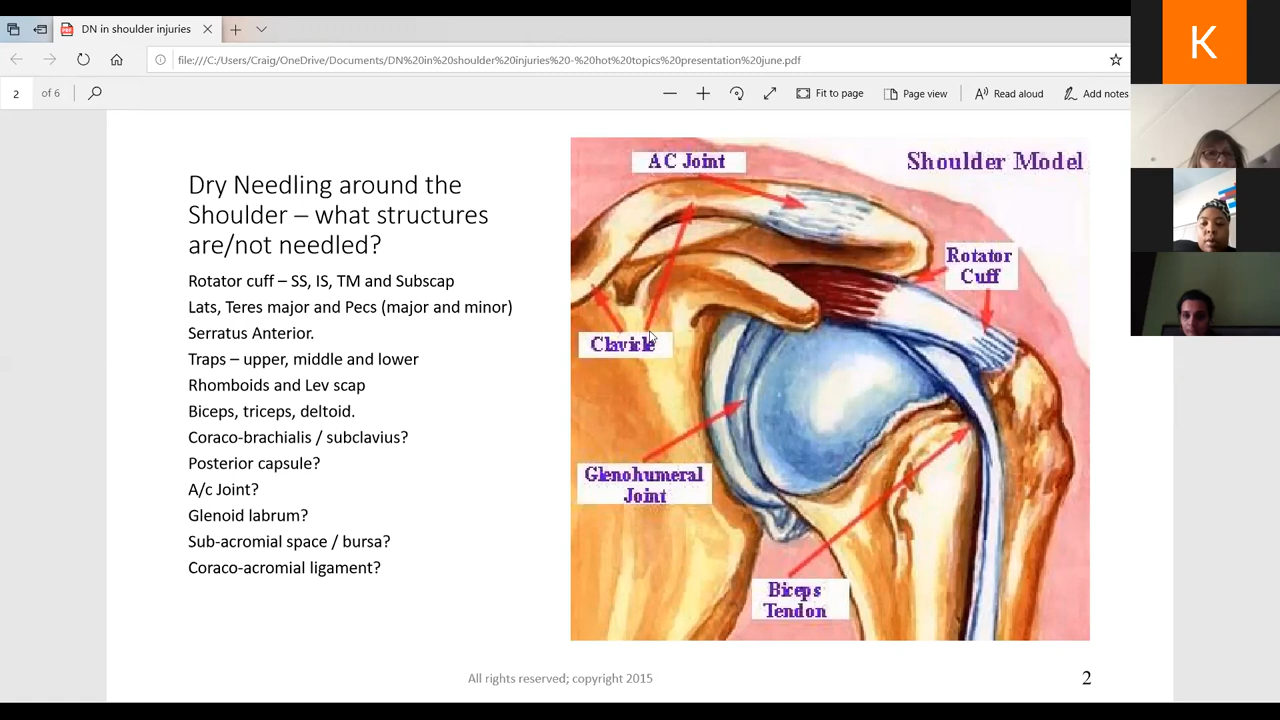 DN in shoulder injuries
file:///C:/Users/Craig/OneDrive/Documents/DN%20in%20shoulder%20injuries%20-%20hot%20topics%20presentation%20june.pdf
2 of 6
Fit to page
Page view
Read aloud
Add notes
K
Dry Needling around the
Shoulder – what structures
are/not needled?
Rotator cuff – SS, IS, TM and Subscap
Lats, Teres major and Pecs (major and minor)
Serratus Anterior.
Traps – upper, middle and lower
Rhomboids and Lev scap
Biceps, triceps, deltoid.
Coraco-brachialis / subclavius?
Posterior capsule?
A/c Joint?
Glenoid labrum?
Sub-acromial space / bursa?
Coraco-acromial ligament?
AC Joint
Shoulder Model
Rotator
Cuff
Clavicle
Glenohumeral
Joint
Biceps
Tendon
All rights reserved; copyright 2015
2